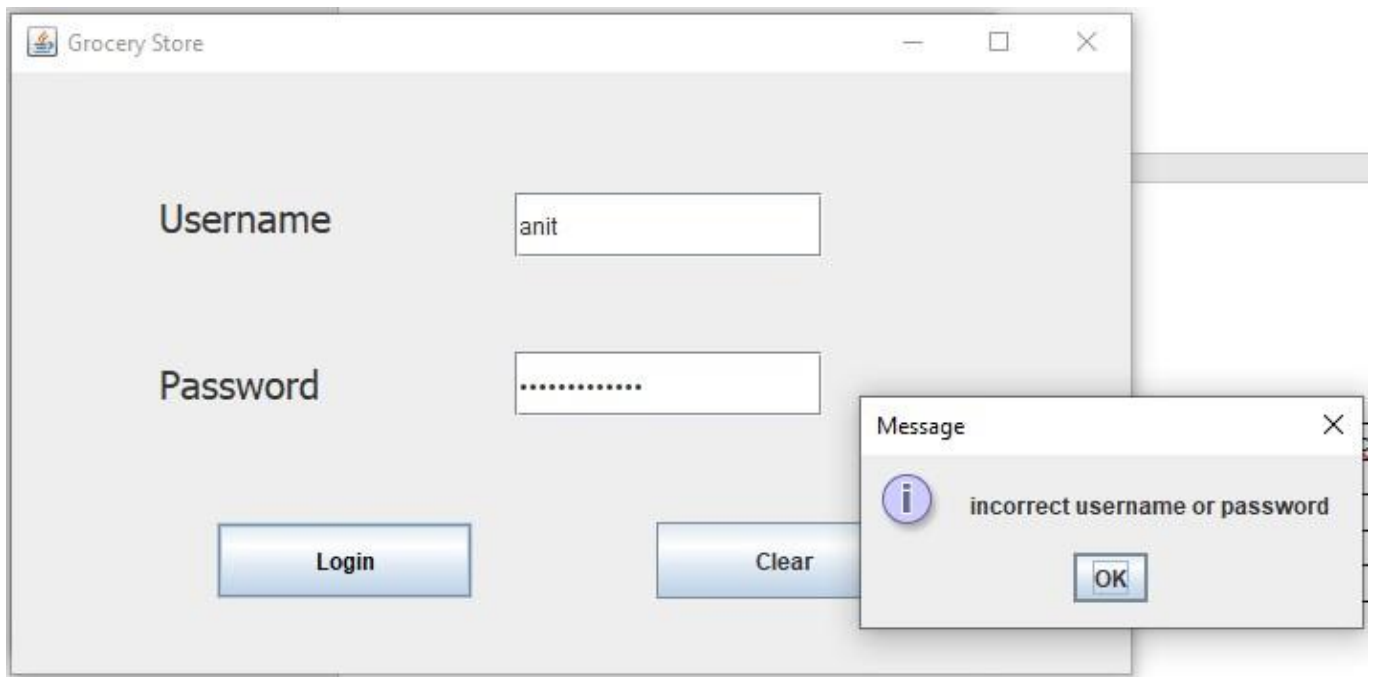 Grocery Store
Username
anit
Password
•••••••••••••
Login
Clear
Message
i
incorrect username or password
OK